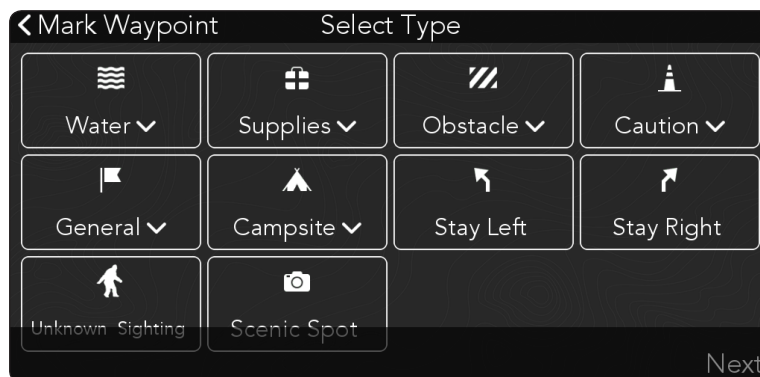 Mark Waypoint Select Type
Water Supplies Obstacle Caution
General Campsite Stay Left Stay Right
Unknown Sighting Scenic Spot
Next